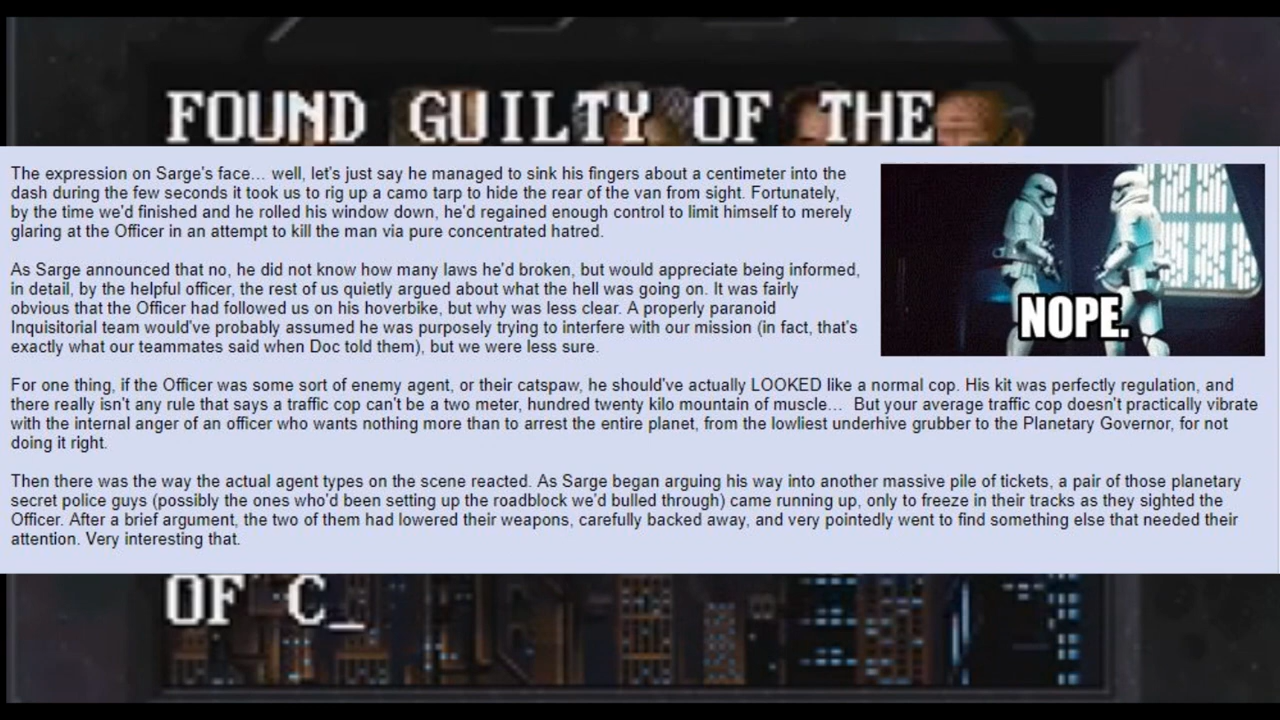 FOUND GUILTY OF THE
The expression on Sarge's face... well, let's just say he managed to sink his fingers about a centimeter into the
dash during the few seconds it took us to rig up a camo tarp to hide the rear of the van from sight. Fortunately,
by the time we'd finished and he rolled his window down, he'd regained enough control to limit himself to merely
glaring at the Officer in an attempt to kill the man via pure concentrated hatred.
As Sarge announced that no, he did not know how many laws he'd broken, but would appreciate being informed,
in detail, by the helpful officer, the rest of us quietly argued about what the hell was going on. It was fairly
obvious that the Officer had followed us on his hoverbike, but why was less clear. A properly paranoid
Inquisitorial team would've probably assumed he was purposely trying to interfere with our mission (in fact, that's
exactly what our teammates said when Doc told them), but we were less sure.
NOPE.
For one thing, if the Officer was some sort of enemy agent, or their catspaw, he should've actually LOOKED like a normal cop. His kit was perfectly regulation, and
there really isn't any rule that says a traffic cop can't be a two meter, hundred twenty kilo mountain of muscle... But your average traffic cop doesn't practically vibrate
with the internal anger of an officer who wants nothing more than to arrest the entire planet, from the lowliest underhive grubber to the Planetary Governor, for not
doing it right.
Then there was the way the actual agent types on the scene reacted. As Sarge began arguing his way into another massive pile of tickets, a pair of those planetary
secret police guys (possibly the ones who'd been setting up the roadblock we'd bulled through) came running up, only to freeze in their tracks as they sighted the
Officer. After a brief argument, the two of them had lowered their weapons, carefully backed away, and very pointedly went to find something else that needed their
attention. Very interesting that.
OF C_